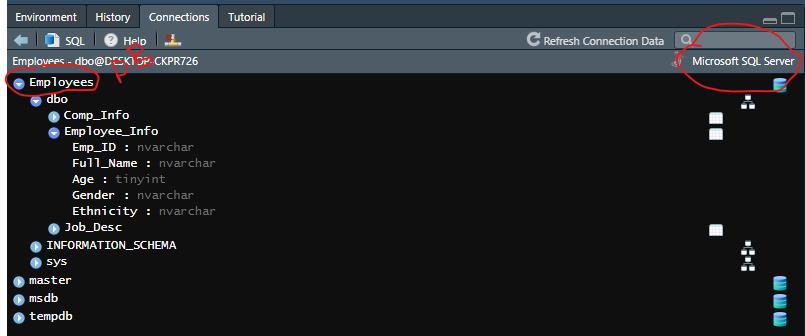 Environment History Connections Tutorial
SQL Help Refresh Connection Data
Employees - dbo@DESKTOP-CKPR726 Microsoft SQL Server
DB
Employees
dbo
Comp_Info
Employee_Info
Emp_ID : nvarchar
Full_Name : nvarchar
Age : tinyint
Gender : nvarchar
Ethnicity : nvarchar
Job_Desc
INFORMATION_SCHEMA
sys
master
msdb
tempdb